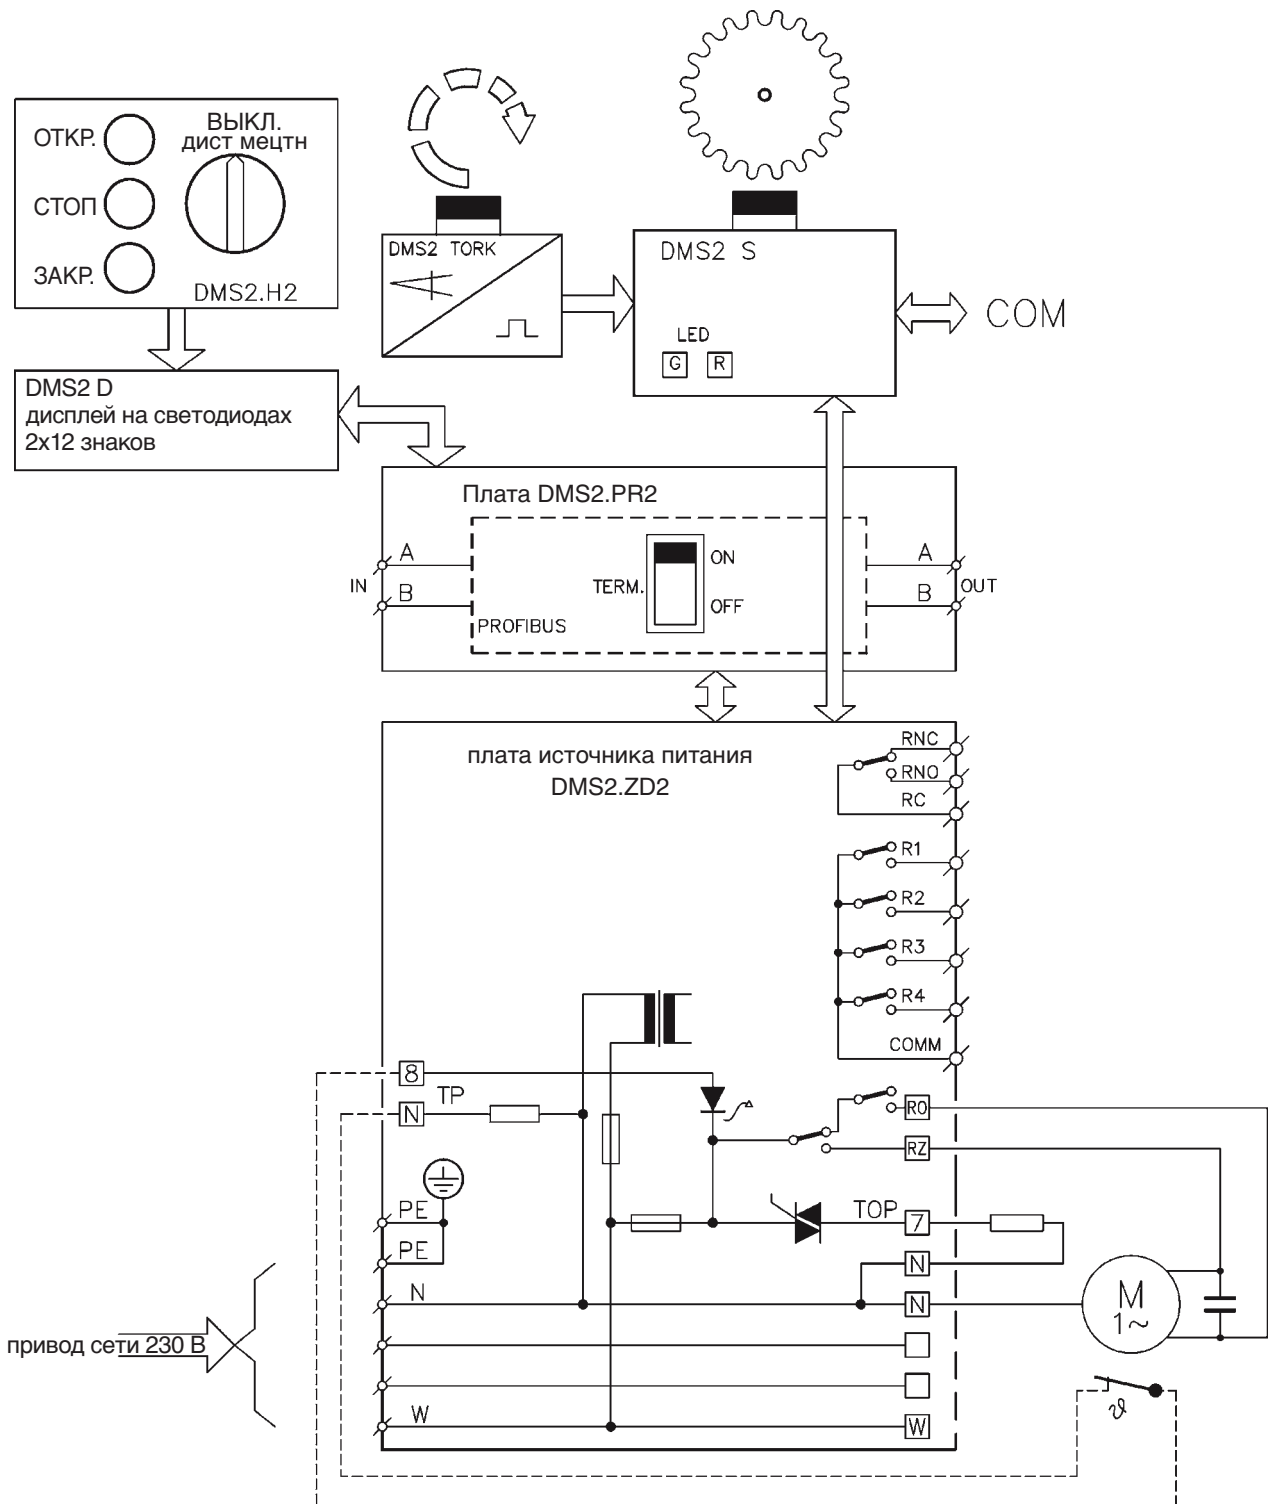 ВЫКЛ.
дист мецтн
ОТКР.
СТОП
ЗАКР.
DMS2.H2
DMS2 TORK
DMS2 S
LED
G R
COM
DMS2 D
дисплей на светодиодах
2x12 знаков
Плата DMS2.PR2
IN
A
B
PROFIBUS
TERM.
ON
OFF
A
B
OUT
плата источника питания
DMS2.ZD2
RNC
RNO
RC
R1
R2
R3
R4
COMM
8
TP
N
RO
RZ
PE
PE
TOP
7
N
N
N
W
W
привод сети 230 В
M
1~
ϑ